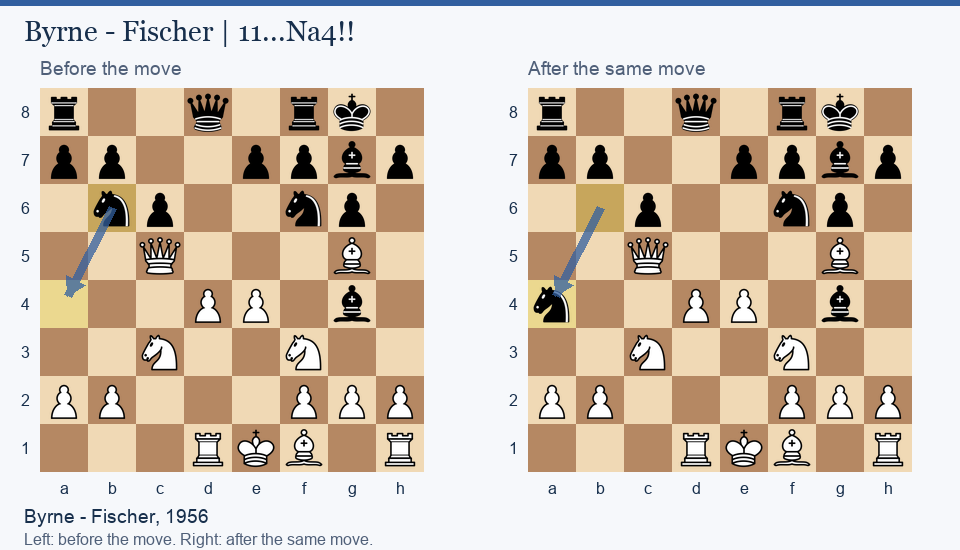 Byrne - Fischer | 11...Na4!!
Before the move
After the same move
8
7
6
5
4
3
2
1
a b c d e f g h
8
7
6
5
4
3
2
1
a b c d e f g h
Byrne - Fischer, 1956
Left: before the move. Right: after the same move.